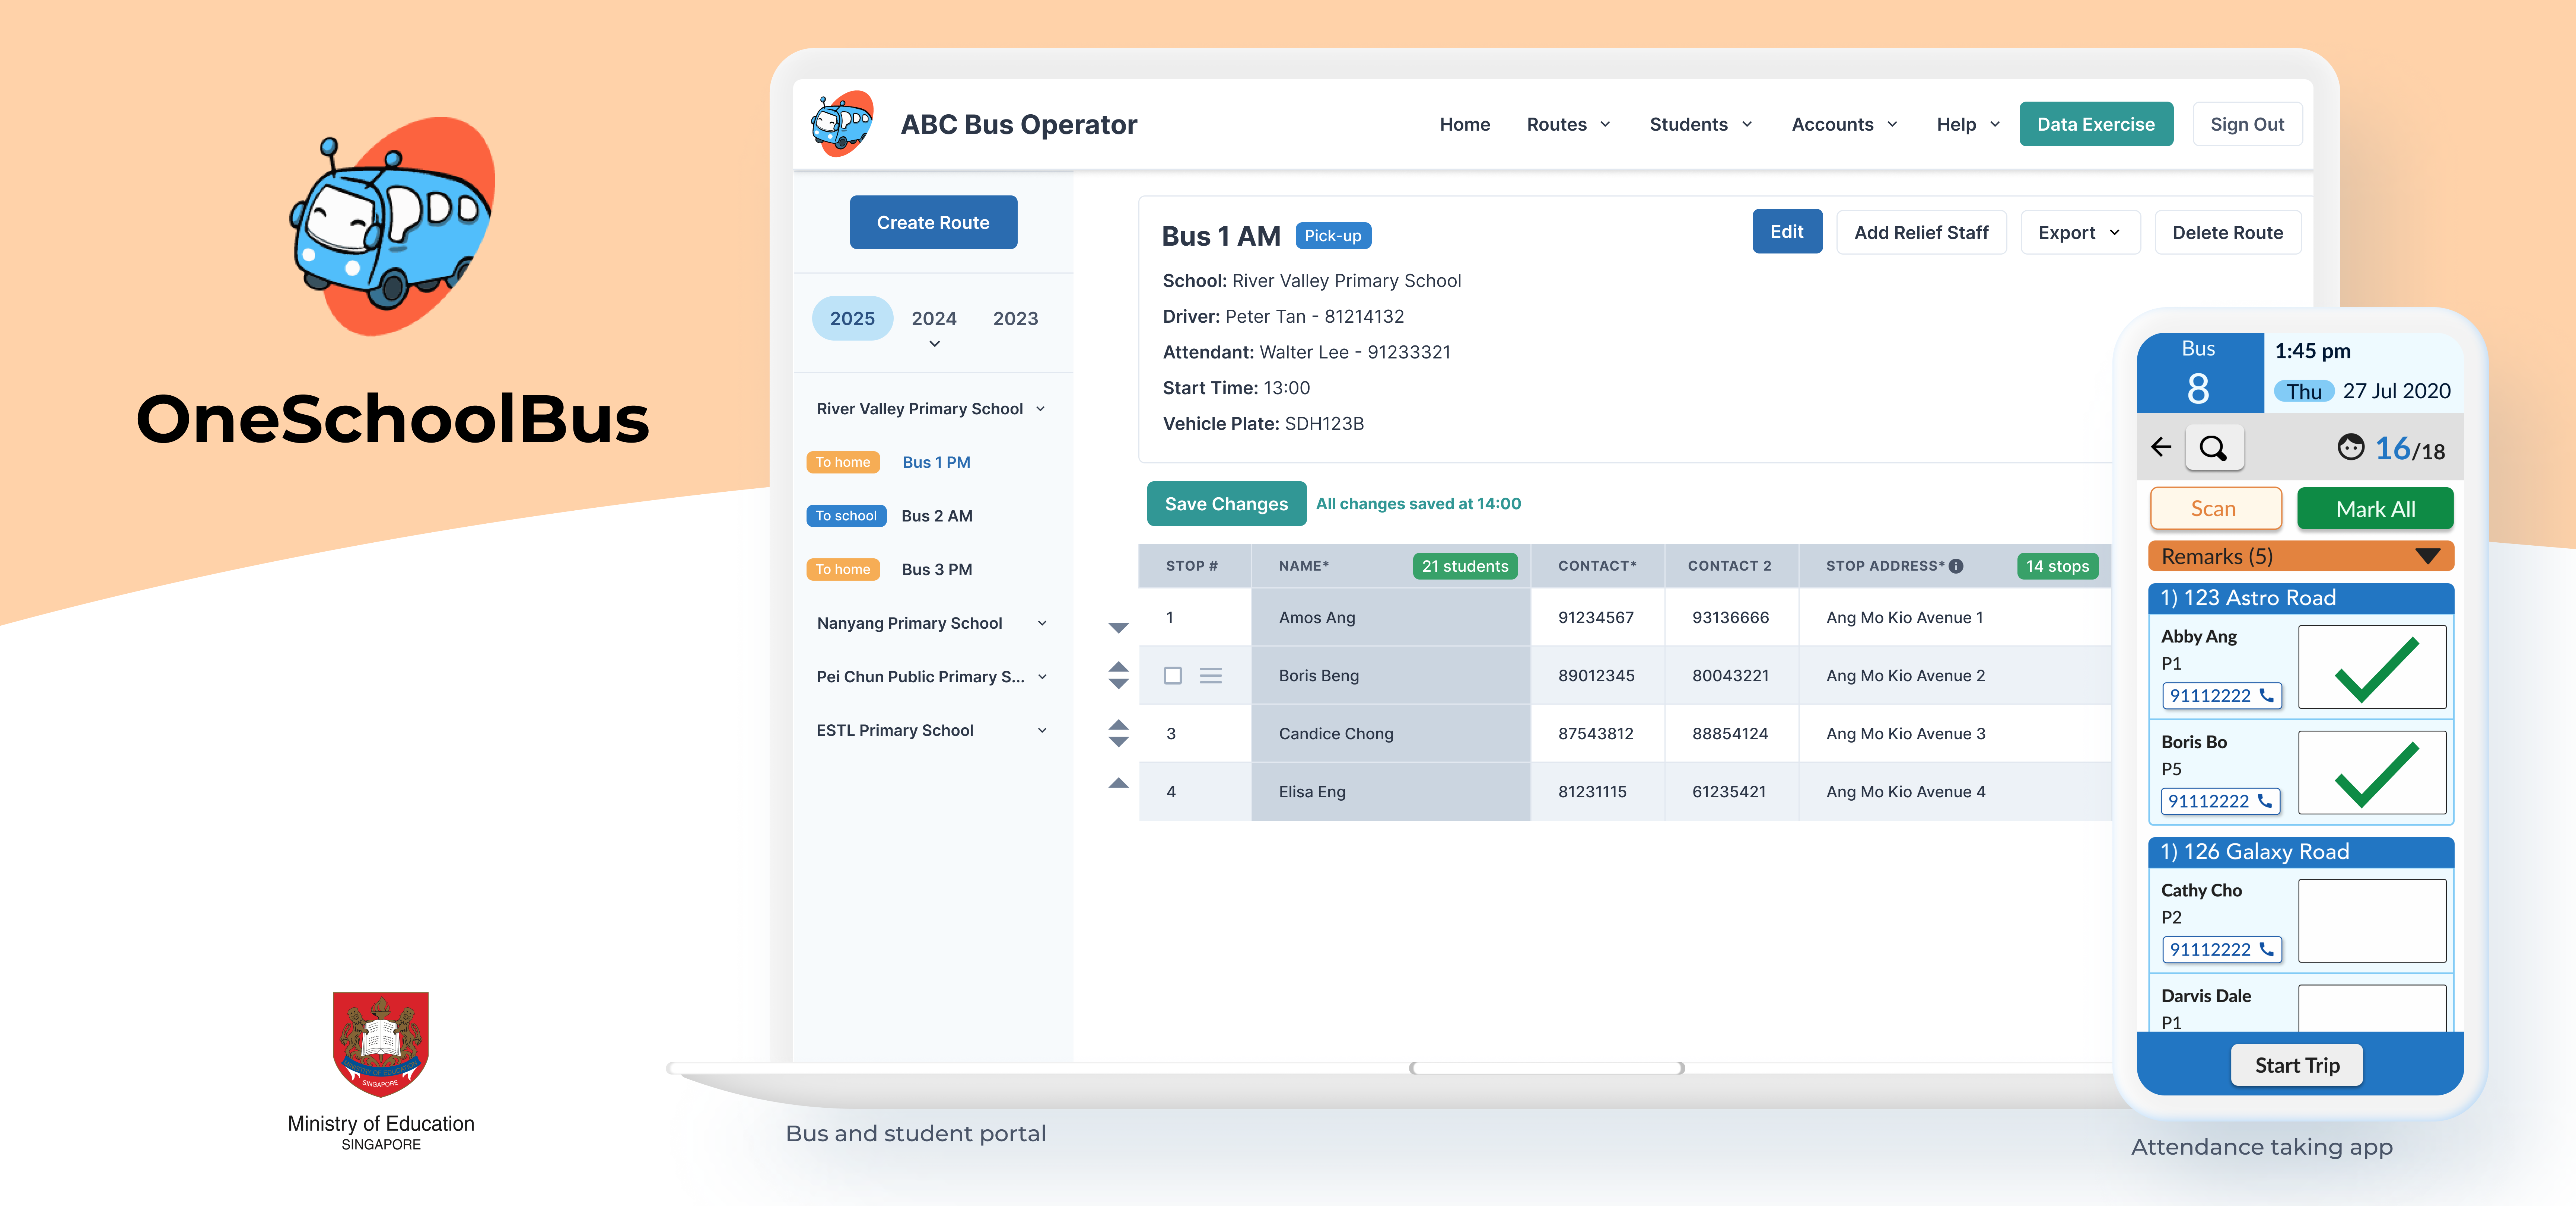 OneSchoolBus
Ministry of Education
SINGAPORE
MINISTRY OF EDUCATION
SINGAPORE
ABC Bus Operator
Home
Routes
Students
Accounts
Help
Data Exercise
Sign Out
Create Route
2025
2024
2023
River Valley Primary School
To home
Bus 1 PM
To school
Bus 2 AM
To home
Bus 3 PM
Nanyang Primary School
Pei Chun Public Primary S...
ESTL Primary School
Bus 1 AM
Pick-up
Edit
Add Relief Staff
Export
Delete Route
School: River Valley Primary School
Driver: Peter Tan - 81214132
Attendant: Walter Lee - 91233321
Start Time: 13:00
Vehicle Plate: SDH123B
Save Changes
All changes saved at 14:00
STOP #
NAME*
21 students
CONTACT*
CONTACT 2
STOP ADDRESS*
14 stops
1 Amos Ang 91234567 93136666 Ang Mo Kio Avenue 1
Boris Beng 89012345 80043221 Ang Mo Kio Avenue 2
3 Candice Chong 87543812 88854124 Ang Mo Kio Avenue 3
4 Elisa Eng 81231115 61235421 Ang Mo Kio Avenue 4
Bus and student portal
Bus
8
1:45 pm
Thu 27 Jul 2020
16/18
Scan
Mark All
Remarks (5)
1) 123 Astro Road
Abby Ang
P1
91112222
Boris Bo
P5
91112222
1) 126 Galaxy Road
Cathy Cho
P2
91112222
Darvis Dale
P1
Start Trip
Attendance taking app